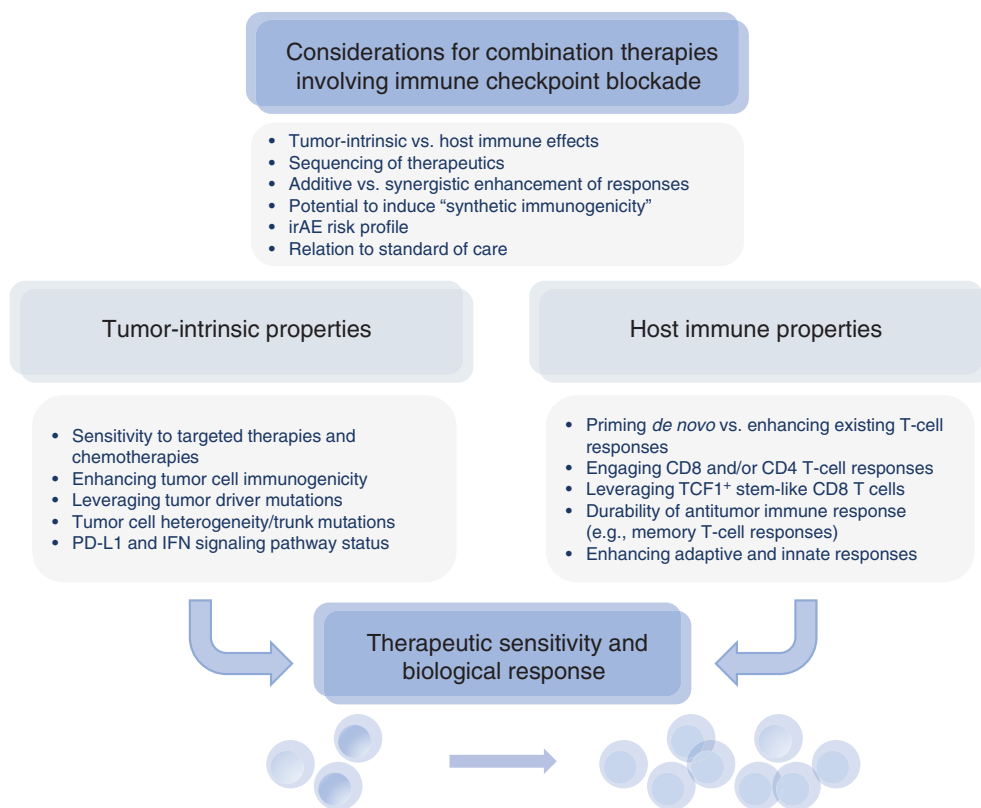 Considerations for combination therapies
involving immune checkpoint blockade
• Tumor-intrinsic vs. host immune effects
• Sequencing of therapeutics
• Additive vs. synergistic enhancement of responses
• Potential to induce “synthetic immunogenicity”
• irAE risk profile
• Relation to standard of care
Tumor-intrinsic properties
• Sensitivity to targeted therapies and
chemotherapies
• Enhancing tumor cell immunogenicity
• Leveraging tumor driver mutations
• Tumor cell heterogeneity/trunk mutations
• PD-L1 and IFN signaling pathway status
Host immune properties
• Priming de novo vs. enhancing existing T-cell
responses
• Engaging CD8 and/or CD4 T-cell responses
• Leveraging TCF1⁺ stem-like CD8 T cells
• Durability of antitumor immune response
(e.g., memory T-cell responses)
• Enhancing adaptive and innate responses
Therapeutic sensitivity and
biological response